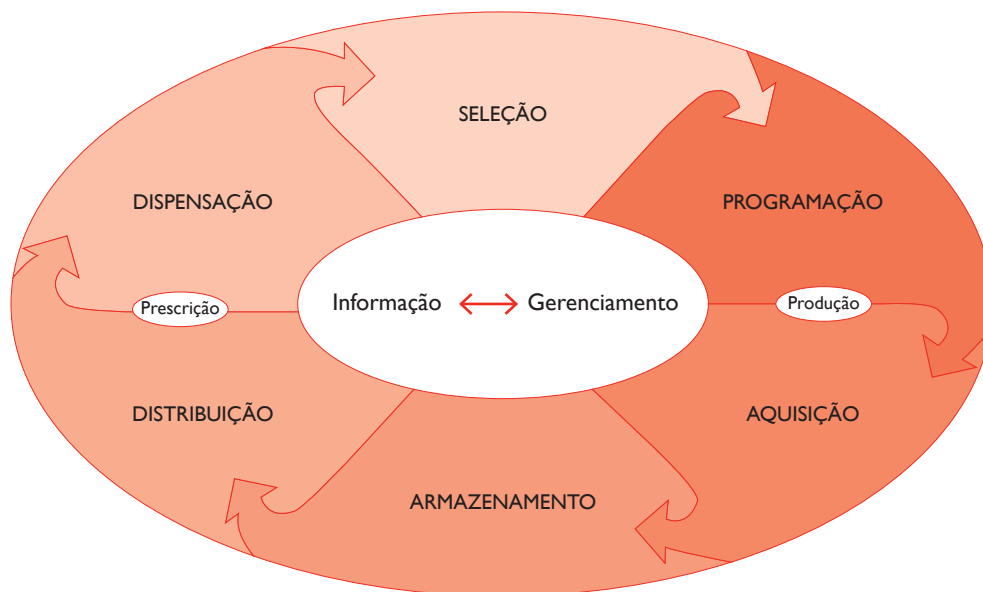 SELEÇÃO
DISPENSAÇÃO
PROGRAMAÇÃO
Prescrição
Informação
Gerenciamento
Produção
DISTRIBUIÇÃO
AQUISIÇÃO
ARMAZENAMENTO